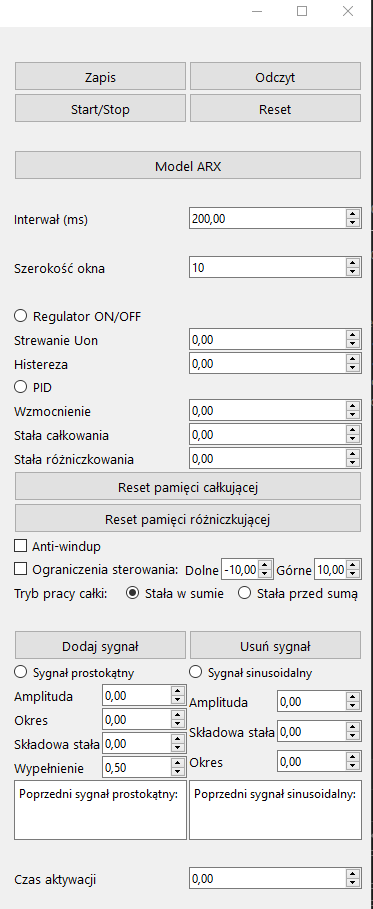 Zapis Odczyt
Start/Stop Reset
Model ARX
Interwał (ms) 200,00
Szerokość okna 10
Regulator ON/OFF
Strewanie Uon 0,00
Histereza 0,00
PID
Wzmocnienie 0,00
Stała całkowania 0,00
Stała różniczkowania 0,00
Reset pamięci całkującej
Reset pamięci różniczkującej
Anti-windup
Ograniczenia sterowania: Dolne -10,00 Górne 10,00
Tryb pracy całki: Stała w sumie Stała przed sumą
Dodaj sygnał Usuń sygnał
Sygnał prostokątny
Amplituda 0,00
Okres 0,00
Składowa stała 0,00
Wypełnienie 0,50
Poprzedni sygnał prostokątny:
Sygnał sinusoidalny
Amplituda 0,00
Składowa stała 0,00
Okres 0,00
Poprzedni sygnał sinusoidalny:
Czas aktywacji 0,00